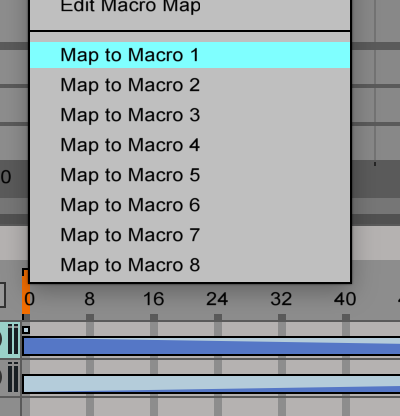 Edit Macro Map
Map to Macro 1
Map to Macro 2
Map to Macro 3
Map to Macro 4
Map to Macro 5
Map to Macro 6
Map to Macro 7
Map to Macro 8
0
0 8 16 24 32 40